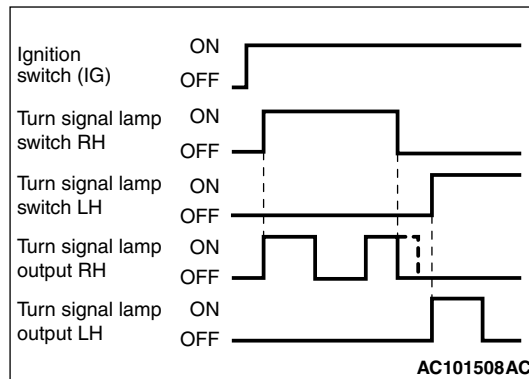 Ignition
switch (IG)
ON
OFF
Turn signal lamp
switch RH
ON
OFF
Turn signal lamp
switch LH
ON
OFF
Turn signal lamp
output RH
ON
OFF
Turn signal lamp
output LH
ON
OFF
AC101508AC